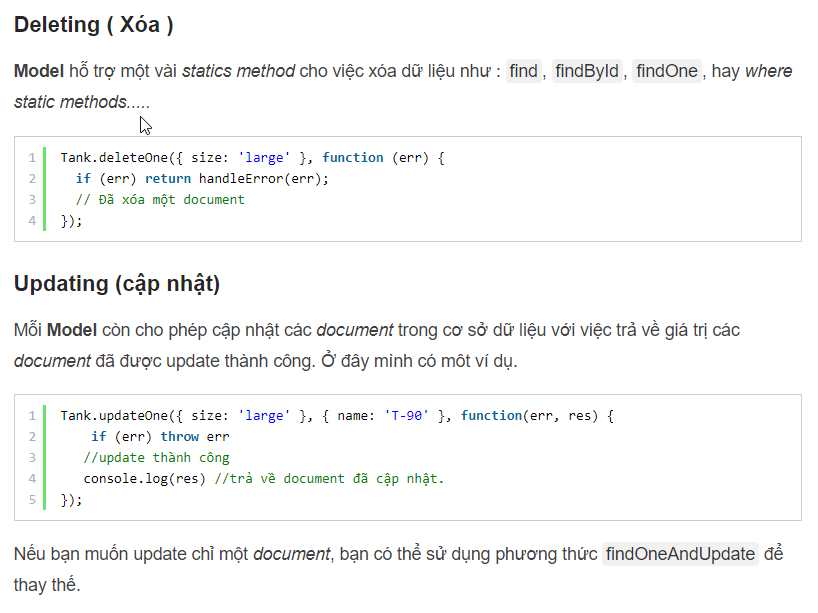 Deleting ( Xóa )
Model hỗ trợ một vài statics method cho việc xóa dữ liệu như : find , findById , findOne , hay where
static methods.....
1 Tank.deleteOne({ size: 'large' }, function (err) {
2   if (err) return handleError(err);
3   // Đã xóa một document
4 });
Updating (cập nhật)
Mỗi Model còn cho phép cập nhật các document trong cơ sở dữ liệu với việc trả về giá trị các
document đã được update thành công. Ở đây mình có môt ví dụ.
1 Tank.updateOne({ size: 'large' }, { name: 'T-90' }, function(err, res) {
2     if (err) throw err
3    //update thành công
4    console.log(res) //trả về document đã cập nhật.
5 });
Nếu bạn muốn update chỉ một document, bạn có thể sử dụng phương thức findOneAndUpdate để
thay thế.